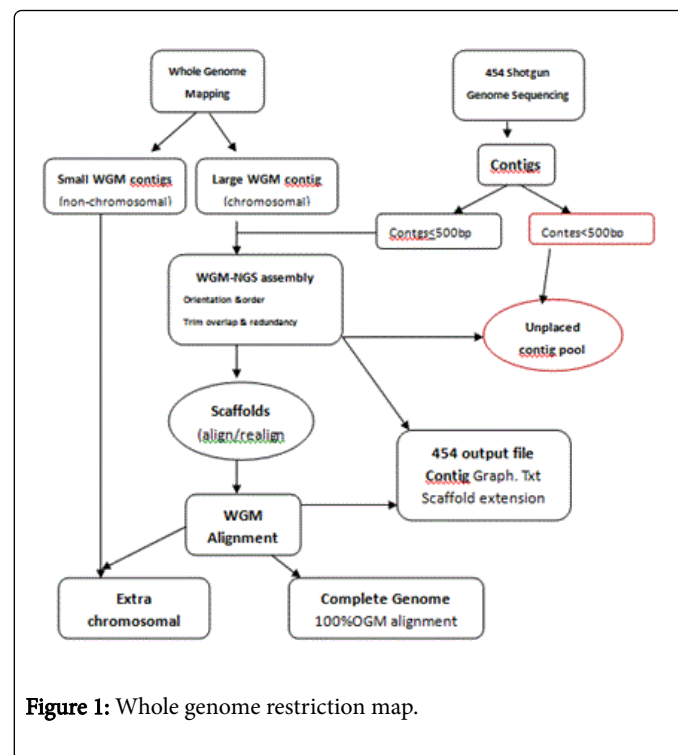 Whole Genome
Mapping
454 Shotgun
Genome Sequencing
Contigs
Small WGM contigs
(non-chromosomal)
Large WGM contig
(chromosomal)
Contgs≤500bp
Contgs<500bp
WGM-NGS assembly
Orientation &order
Trim overlap & redundancy
Unplaced
contig pool
Scaffolds
(align/realign
454 output file
Contig Graph. Txt
Scaffold extension
WGM
Alignment
Extra
chromosomal
Complete Genome
100%OGM alignment
Figure 1: Whole genome restriction map.